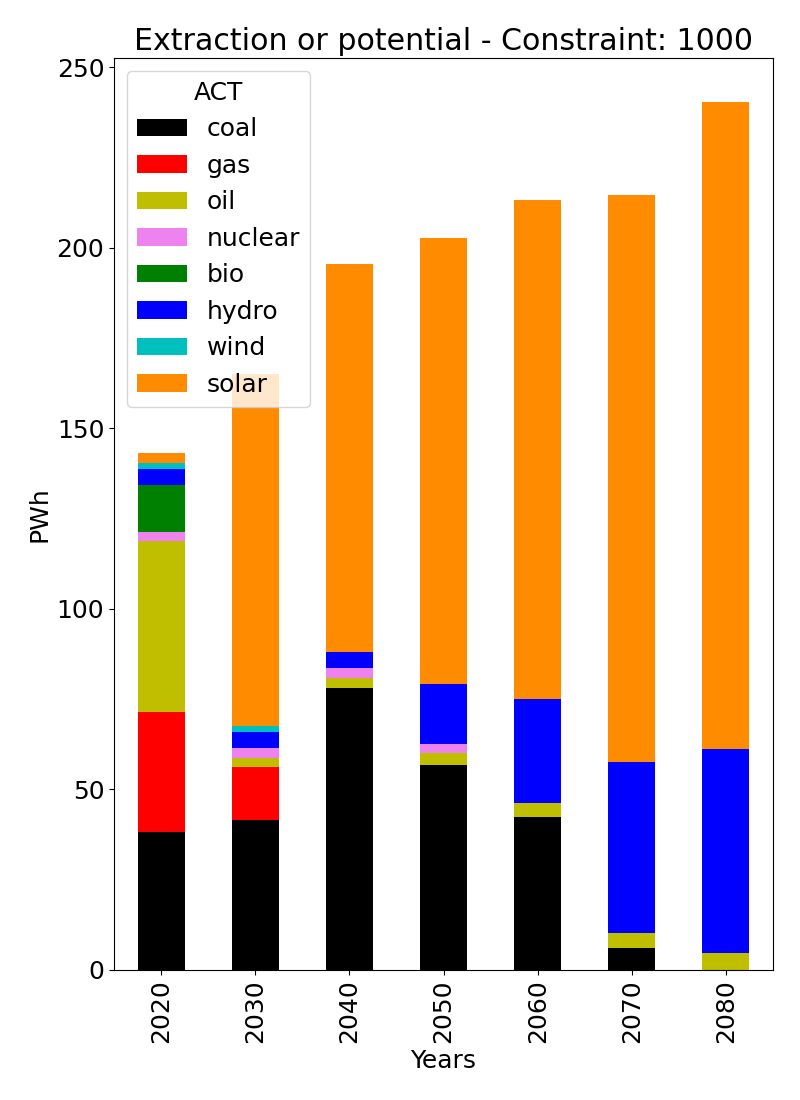 Extraction or potential - Constraint: 1000
250
200
150
100
50
0
PWh
ACT
coal
gas
oil
nuclear
bio
hydro
wind
solar
2020
2030
2040
2050
2060
2070
2080
Years